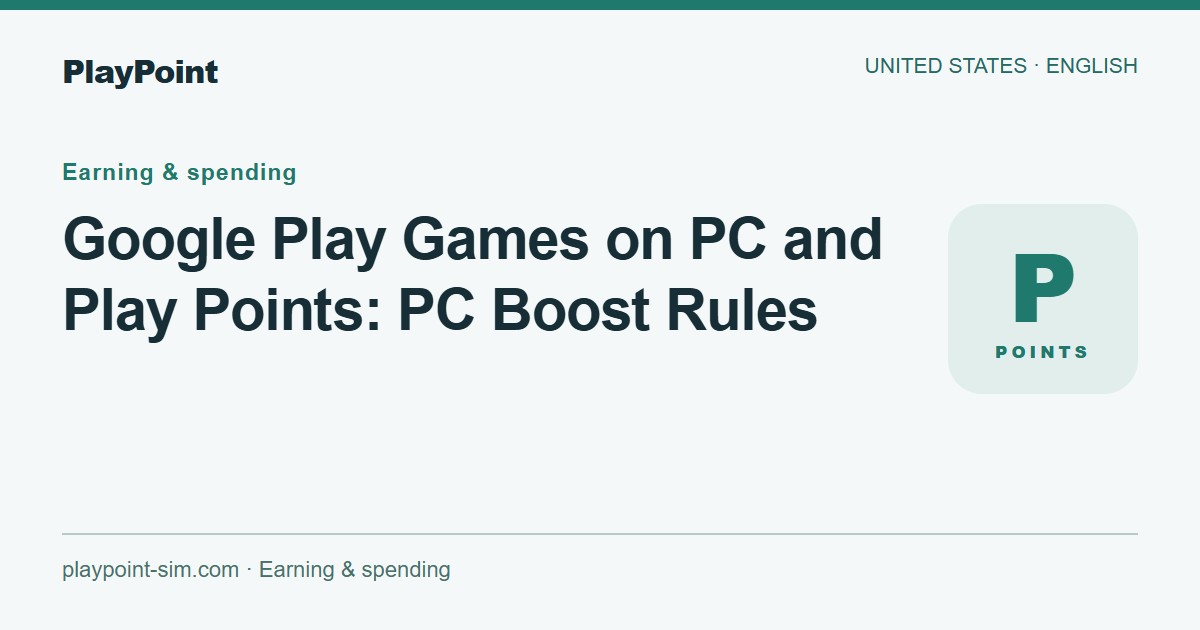 PlayPoint
UNITED STATES · ENGLISH
Earning & spending
Google Play Games on PC and
Play Points: PC Boost Rules
P
POINTS
playpoint-sim.com · Earning & spending